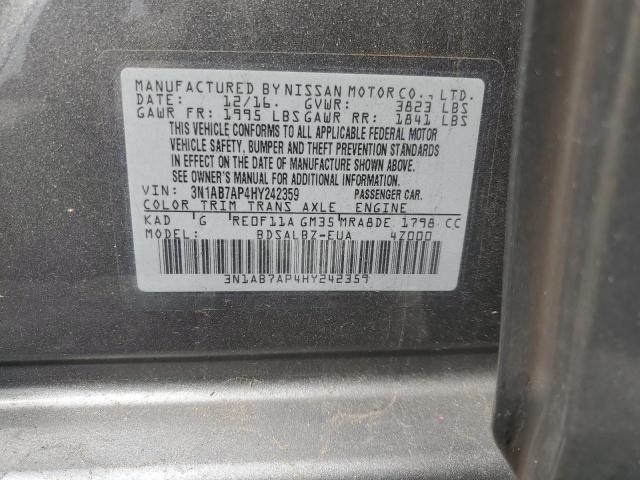 MANUFACTURED BY NISSAN MOTOR CO., LTD.
DATE: 12/16. GVWR: 3823 LBS
GAWR FR: 1995 LBS GAWR RR: 1841 LBS
THIS VEHICLE CONFORMS TO ALL APPLICABLE FEDERAL MOTOR
VEHICLE SAFETY, BUMPER AND THEFT PREVENTION STANDARDS
IN EFFECT ON THE DATE OF MANUFACTURE SHOWN ABOVE.
SEE OWNER'S MANUAL FOR ADDITIONAL INFORMATION.
VIN: 3N1AB7AP4HY242359 PASSENGER CAR.
COLOR TRIM TRANS AXLE ENGINE
KAD G RE0F11A GM35 MRA8DE 1798 CC
MODEL: BDSALBZ-EUA 4Z000
3N1AB7AP4HY242359